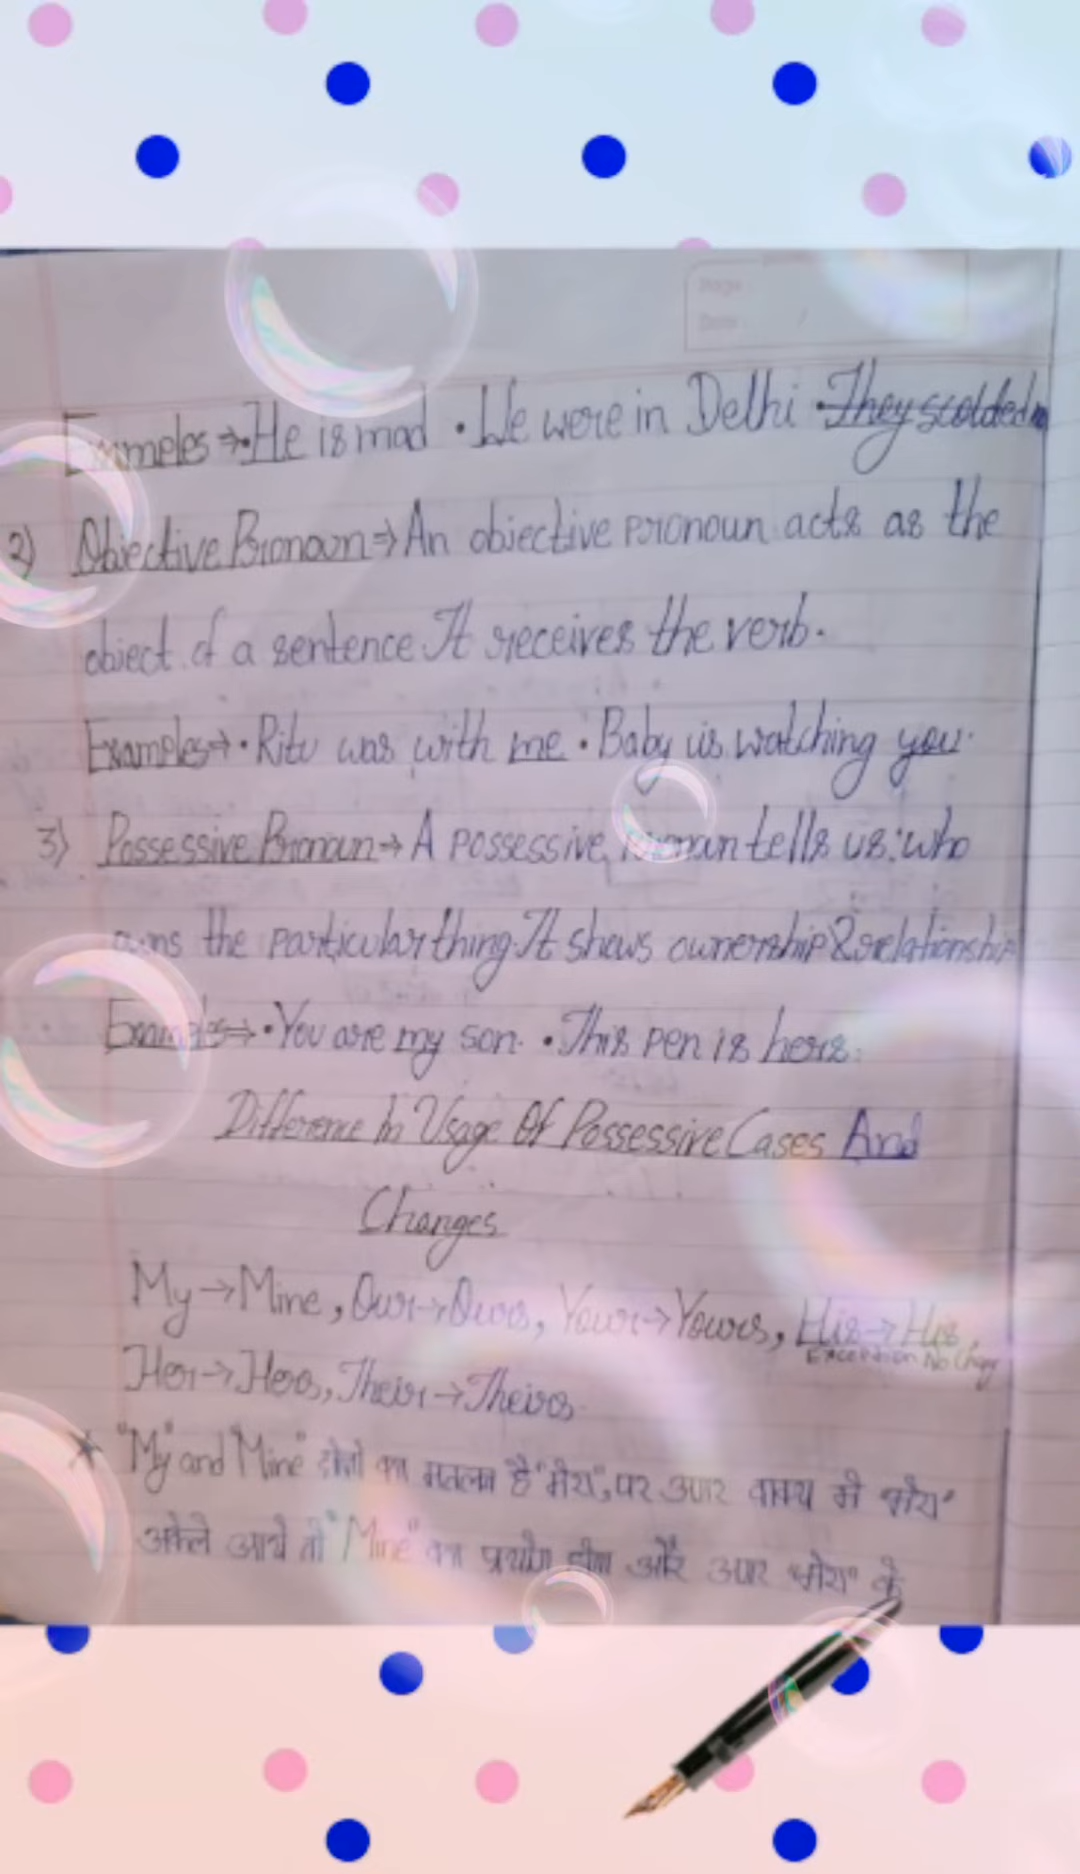 Page
Date
Examples ⇒ • He is mad • We were in Delhi • They scolded
2) Objective Pronoun ⇒ An objective pronoun acts as the
object of a sentence It receives the verb.
Examples ⇒ • Ritu was with me • Baby is watching you.
3) Possessive Pronoun → A possessive pronoun tells us who
owns the particular thing. It shows ownership & relationship
Examples ⇒ • You are my son • This pen is hers.
Difference In Usage Of Possessive Cases And
Changes
My → Mine, Our → Ours, Your → Yours, His → His,
Exception No Chang
Her → Hers, Their → Theirs
* "My" and "Mine" दोनों का मतलब है "मेरा", पर अगर वाक्य में "मेरा"
अकेले आये तो "Mine" का प्रयोग होगा और अगर "मेरा" के